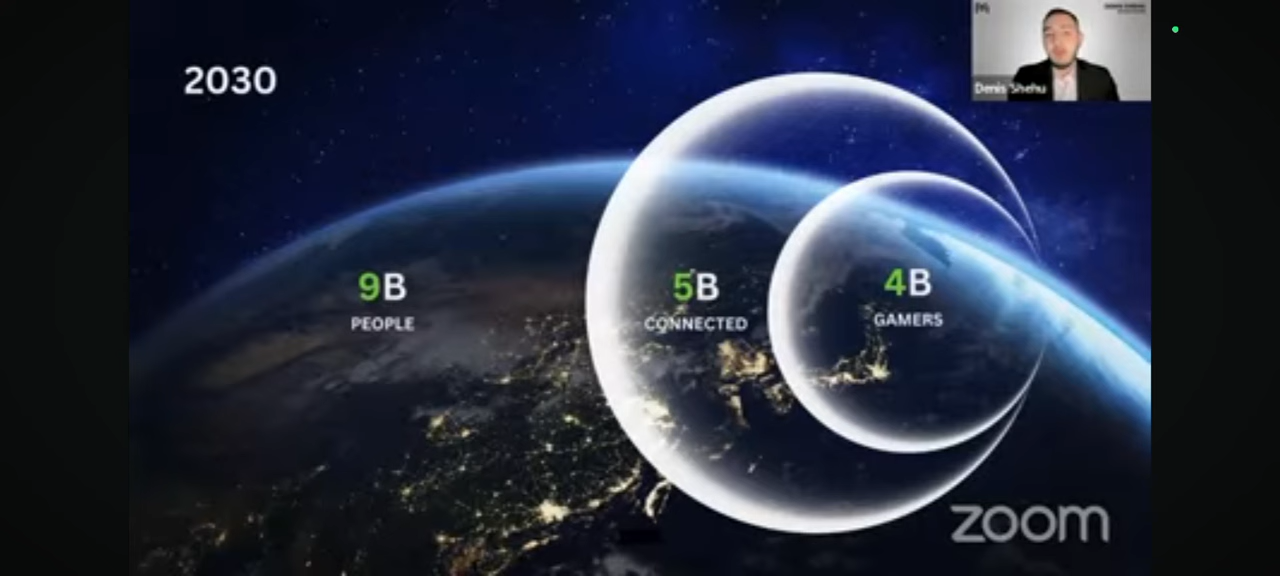 2030
Denis Shehu
9B
PEOPLE
5B
CONNECTED
4B
GAMERS
zoom